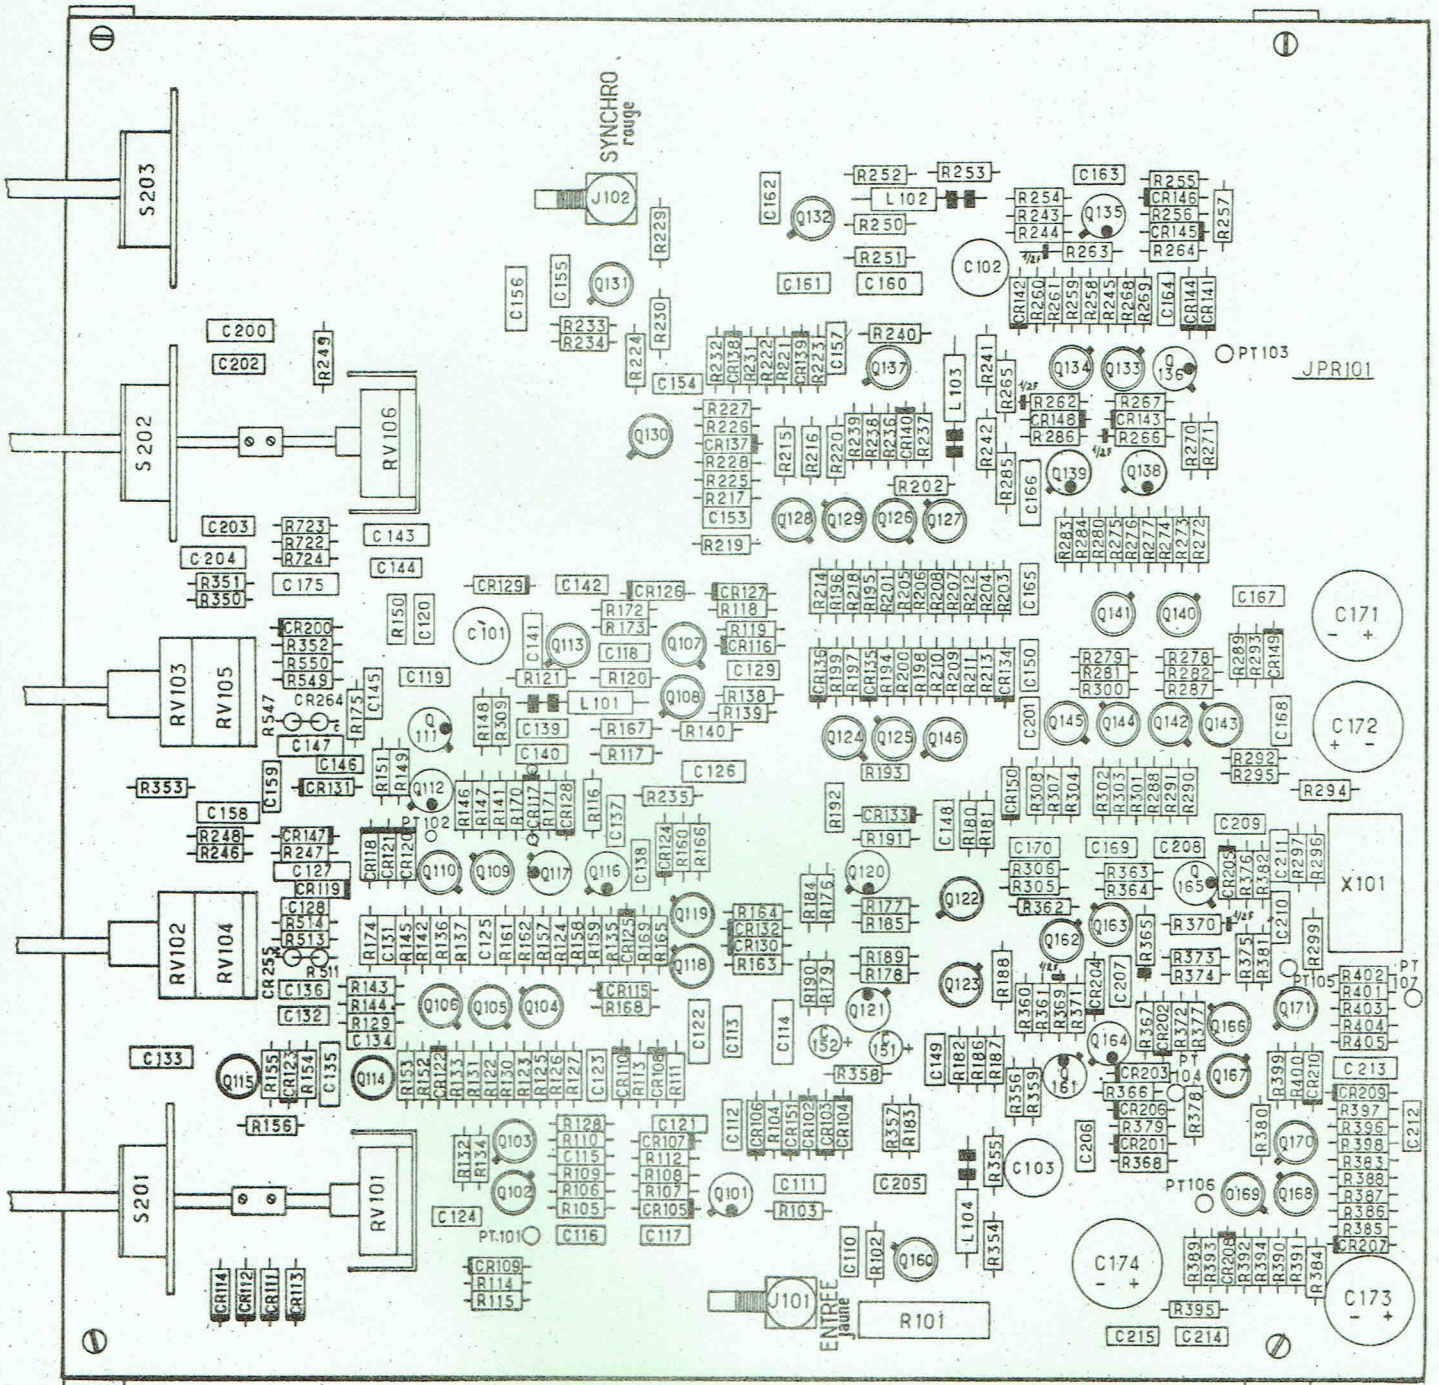 SYNCHRO
rouge
J102
S203
C162
R252
R253
L102
Q132
R250
R251
C161
C160
C102
R254
R243
R244
C163
Q135
R255
CR146
R256
CR145
R264
R257
1/2F
R263
R229
C156
C155
Q131
R230
R233
R234
R224
C154
CR142
R260
R261
R259
R258
R245
R268
R269
C164
CR144
CR141
C200
C202
R249
R232
CR138
R231
R222
R221
CR139
R223
C157
R240
Q137
L103
R241
R265
Q134
Q133
Q
136
PT103
JPR101
S202
RV106
Q130
R227
R226
CR137
R228
R225
R217
C153
R219
R215
R216
R220
R239
R238
R236
CR140
R237
R242
R285
1/2F
R262
CR148
R286
R267
CR143
R266
1/2F
R270
R271
Q139
Q138
C166
R202
Q128
Q129
Q126
Q127
C203
C204
R723
R722
R724
C143
C144
R351
R350
C175
R283
R284
R280
R275
R276
R277
R274
R273
R272
CR129
C142
CR126
R172
R173
CR127
R118
R119
CR116
R150
C120
C101
C141
Q113
C118
Q107
C129
R214
R196
R218
R195
R201
R205
R206
R208
R207
R212
R204
R203
C165
Q141
Q140
C167
C171
- +
CR200
R352
R550
R549
CR264
R547
RV103
RV105
C145
R175
C119
R121
R120
L101
Q108
R138
R139
R140
R148
R309
C139
C140
R167
R117
CR136
R199
R197
CR135
R194
R200
R198
R210
R209
R211
R213
CR134
C150
C201
R279
R281
R300
R278
R282
R287
R289
R293
CR149
C168
C172
+ -
Q
111
C147
C146
C159
CR131
R151
R149
Q112
PT102
R353
C158
R248
R246
CR147
R247
C127
CR119
C126
R235
Q124
Q125
Q146
R193
Q145
Q144
Q142
Q143
R292
R295
R294
R146
R147
R141
R170
CR117
R171
CR128
R116
C137
C138
CR124
R160
R166
R192
CR133
R191
C148
R180
R181
CR150
R308
R307
R304
R302
R303
R301
R288
R291
R290
CR118
CR121
CR120
Q110
Q109
Q117
Q116
Q119
R184
R176
Q120
R177
R185
Q122
C170
C169
C208
C209
R306
R305
R362
R363
R364
Q
165
CR205
R376
R382
C211
R297
R296
C210
X101
C128
R514
R513
CR255
R511
RV102
RV104
R174
C131
R145
R142
R136
R137
C125
R161
R162
R157
R124
R158
R159
R135
CR125
R169
R165
R164
CR132
CR130
R163
Q118
R190
R179
R189
R178
Q123
R188
Q162
Q163
R365
R370
1/2F
R373
R374
R375
R381
R299
PT105
1/2F
C136
C132
R143
R144
R129
C134
Q106
Q105
Q104
CR115
R168
C122
C113
C114
Q121
C
152
+
C
151
+
R358
R360
R361
R369
R371
CR204
C207
R367
CR202
R372
R377
Q164
Q166
Q171
R402
R401
R403
R404
R405
PT
107
C133
Q115
R155
CR123
R154
C135
Q114
R156
R153
R152
CR122
R133
R131
R122
R130
R123
R125
R126
R127
C123
CR110
R113
CR108
R111
C149
R182
R186
R187
R356
R359
Q
161
CR203
R366
PT
104
Q167
R378
R399
R400
CR210
C213
CR209
R397
R396
R398
R383
R388
R387
R386
R385
CR207
C212
S201
RV101
R132
R134
Q103
Q102
R128
R110
C115
R109
R106
R105
C121
CR107
R112
R108
R107
CR105
C116
C117
C124
PT101
C112
CR106
R104
CR151
CR102
CR103
CR104
R357
R183
Q101
C111
R103
C205
R355
C103
C206
CR206
R379
CR201
R368
R380
Q170
PT106
Q169
Q168
CR114
CR112
CR111
CR113
CR109
R114
R115
C110
R102
Q160
L104
R354
C174
- +
R389
R393
CR208
R392
R394
R390
R391
R384
R395
C215
C214
C173
- +
J101
ENTREE
jaune
R101